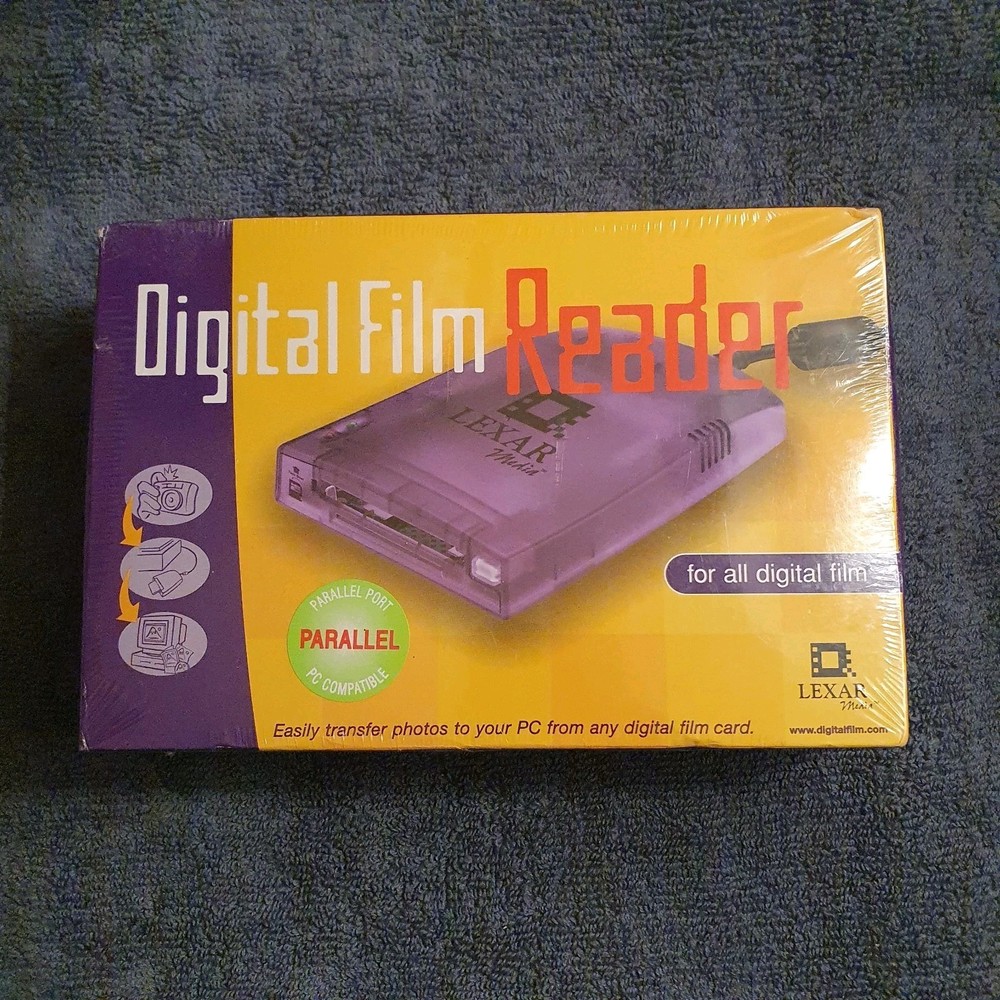 Digital Film Reader
LEXAR
Media
for all digital film
PARALLEL PORT
PARALLEL
PC COMPATIBLE
LEXAR
Media™
Easily transfer photos to your PC from any digital film card.
www.digitalfilm.com